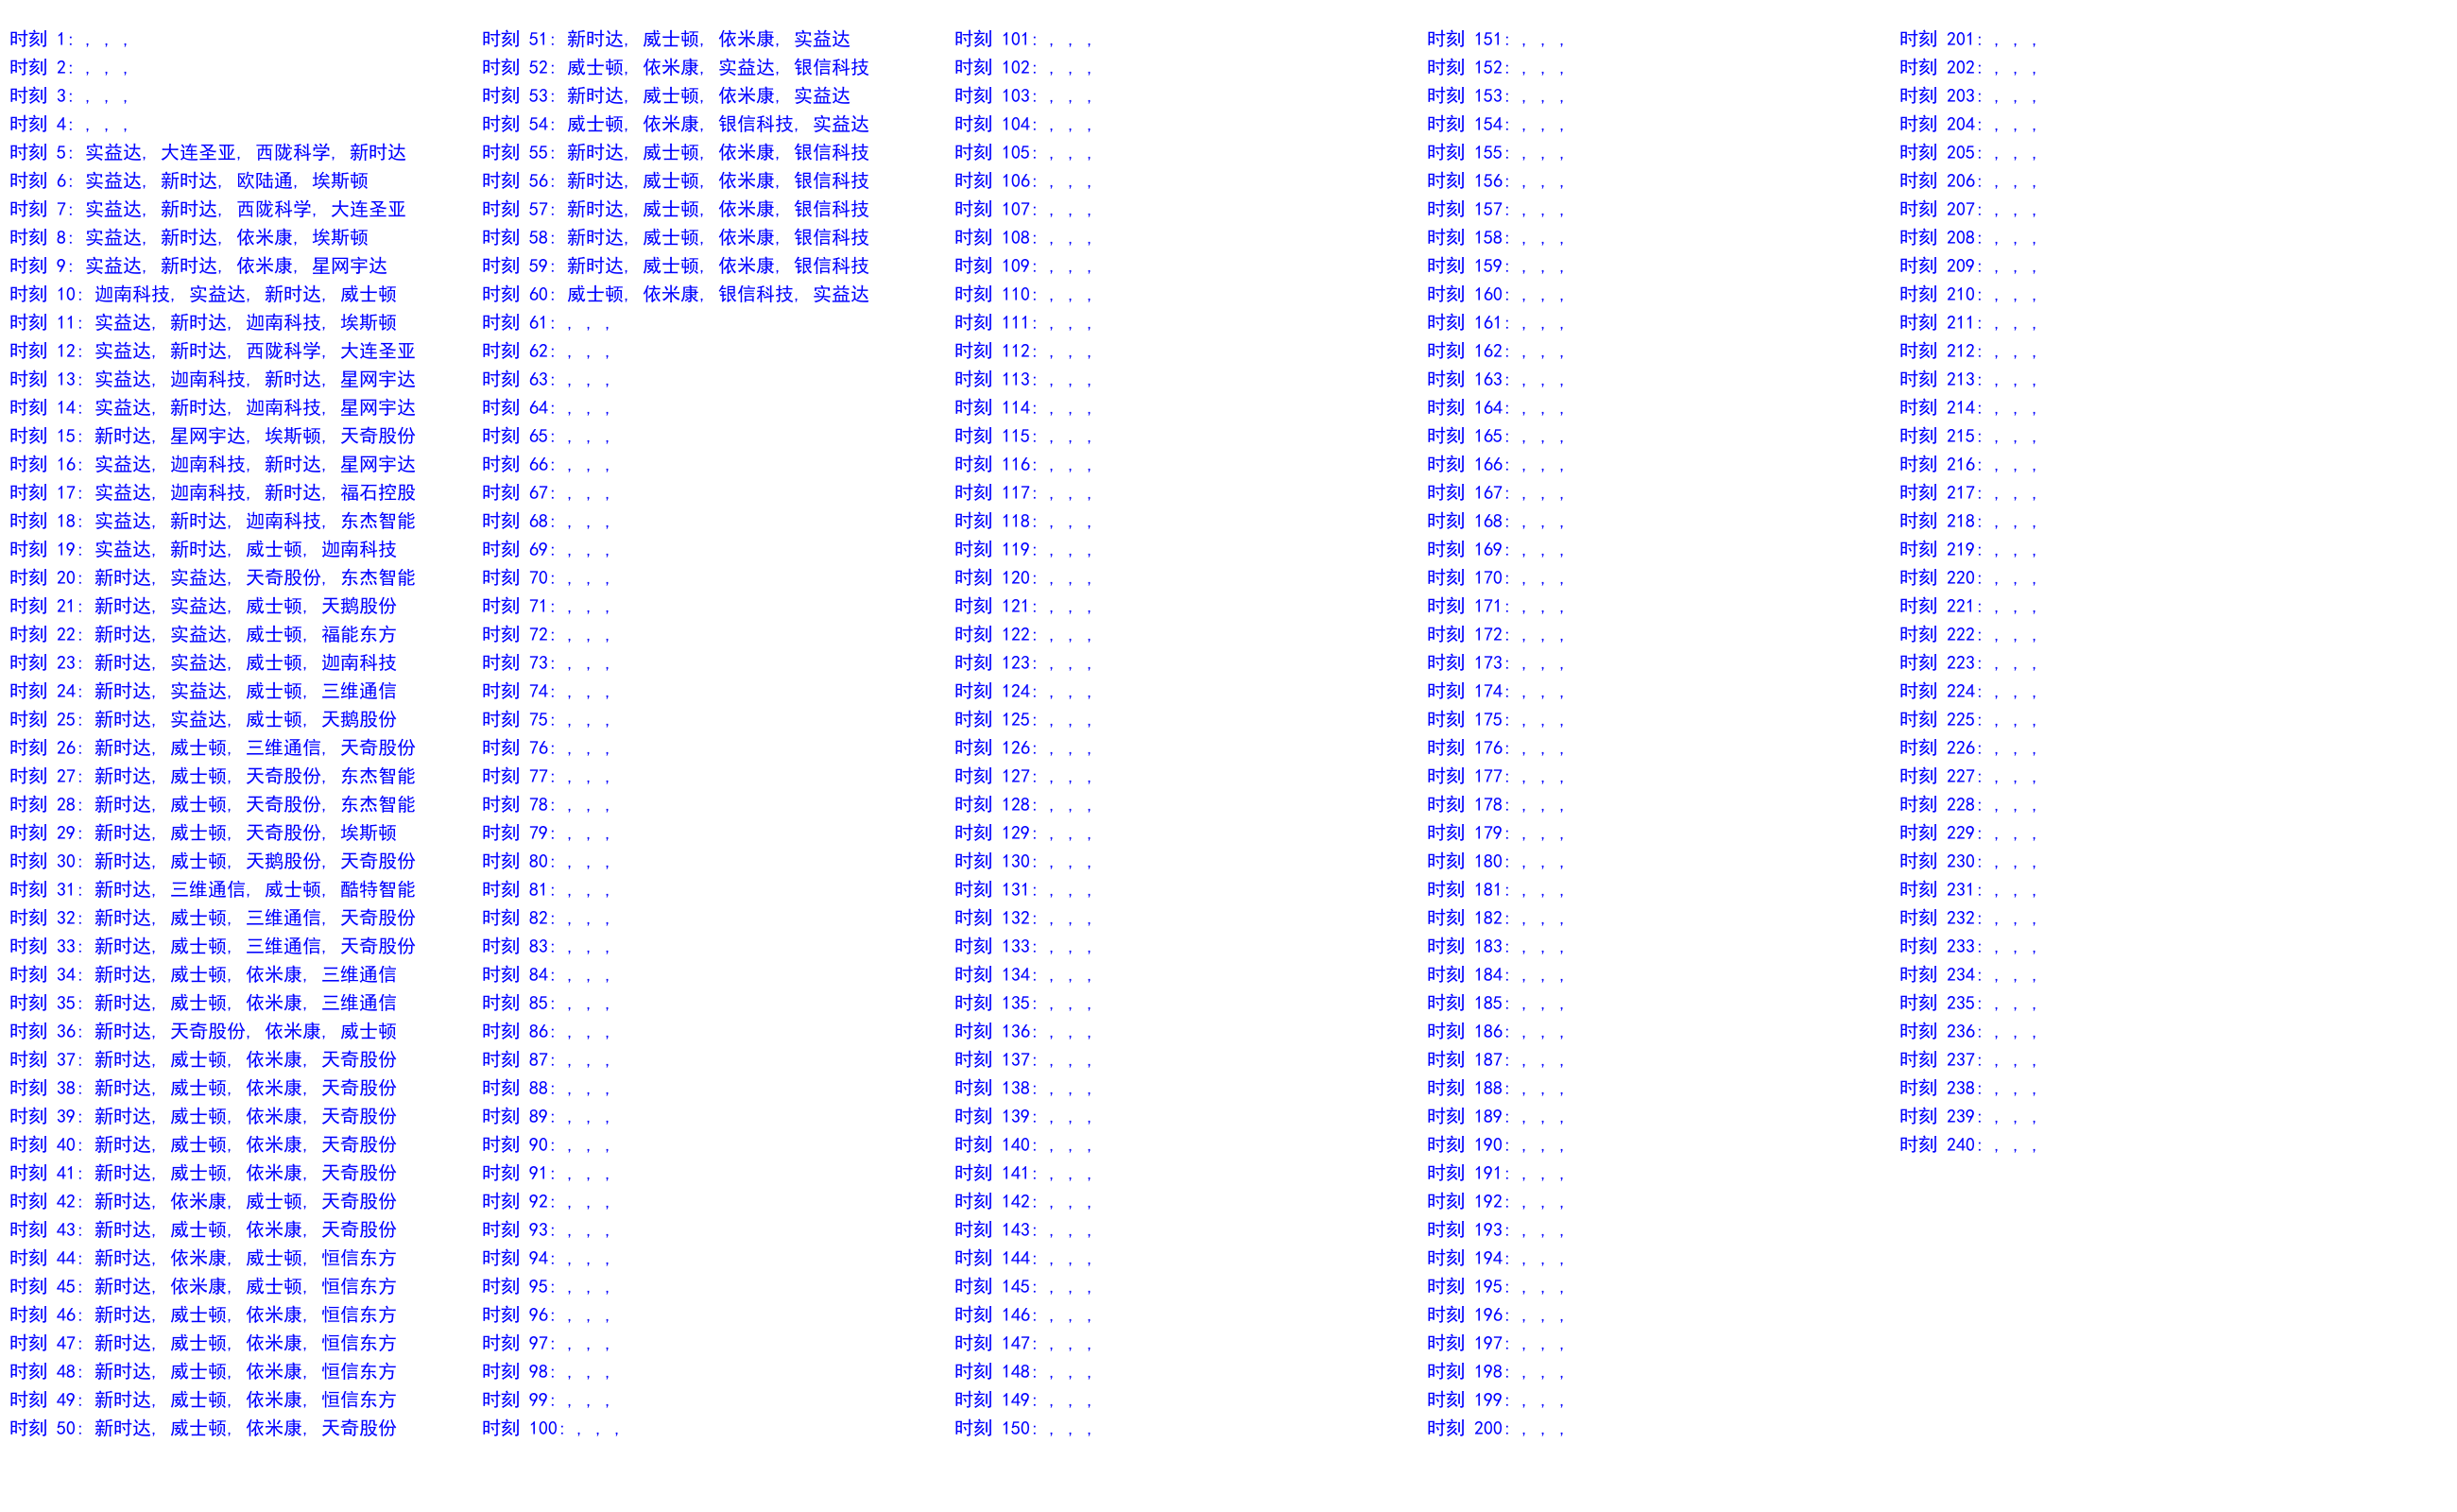 时刻 1: , , ,
时刻 2: , , ,
时刻 3: , , ,
时刻 4: , , ,
时刻 5: 实益达, 大连圣亚, 西陇科学, 新时达
时刻 6: 实益达, 新时达, 欧陆通, 埃斯顿
时刻 7: 实益达, 新时达, 西陇科学, 大连圣亚
时刻 8: 实益达, 新时达, 依米康, 埃斯顿
时刻 9: 实益达, 新时达, 依米康, 星网宇达
时刻 10: 迦南科技, 实益达, 新时达, 威士顿
时刻 11: 实益达, 新时达, 迦南科技, 埃斯顿
时刻 12: 实益达, 新时达, 西陇科学, 大连圣亚
时刻 13: 实益达, 迦南科技, 新时达, 星网宇达
时刻 14: 实益达, 新时达, 迦南科技, 星网宇达
时刻 15: 新时达, 星网宇达, 埃斯顿, 天奇股份
时刻 16: 实益达, 迦南科技, 新时达, 星网宇达
时刻 17: 实益达, 迦南科技, 新时达, 福石控股
时刻 18: 实益达, 新时达, 迦南科技, 东杰智能
时刻 19: 实益达, 新时达, 威士顿, 迦南科技
时刻 20: 新时达, 实益达, 天奇股份, 东杰智能
时刻 21: 新时达, 实益达, 威士顿, 天鹅股份
时刻 22: 新时达, 实益达, 威士顿, 福能东方
时刻 23: 新时达, 实益达, 威士顿, 迦南科技
时刻 24: 新时达, 实益达, 威士顿, 三维通信
时刻 25: 新时达, 实益达, 威士顿, 天鹅股份
时刻 26: 新时达, 威士顿, 三维通信, 天奇股份
时刻 27: 新时达, 威士顿, 天奇股份, 东杰智能
时刻 28: 新时达, 威士顿, 天奇股份, 东杰智能
时刻 29: 新时达, 威士顿, 天奇股份, 埃斯顿
时刻 30: 新时达, 威士顿, 天鹅股份, 天奇股份
时刻 31: 新时达, 三维通信, 威士顿, 酷特智能
时刻 32: 新时达, 威士顿, 三维通信, 天奇股份
时刻 33: 新时达, 威士顿, 三维通信, 天奇股份
时刻 34: 新时达, 威士顿, 依米康, 三维通信
时刻 35: 新时达, 威士顿, 依米康, 三维通信
时刻 36: 新时达, 天奇股份, 依米康, 威士顿
时刻 37: 新时达, 威士顿, 依米康, 天奇股份
时刻 38: 新时达, 威士顿, 依米康, 天奇股份
时刻 39: 新时达, 威士顿, 依米康, 天奇股份
时刻 40: 新时达, 威士顿, 依米康, 天奇股份
时刻 41: 新时达, 威士顿, 依米康, 天奇股份
时刻 42: 新时达, 依米康, 威士顿, 天奇股份
时刻 43: 新时达, 威士顿, 依米康, 天奇股份
时刻 44: 新时达, 依米康, 威士顿, 恒信东方
时刻 45: 新时达, 依米康, 威士顿, 恒信东方
时刻 46: 新时达, 威士顿, 依米康, 恒信东方
时刻 47: 新时达, 威士顿, 依米康, 恒信东方
时刻 48: 新时达, 威士顿, 依米康, 恒信东方
时刻 49: 新时达, 威士顿, 依米康, 恒信东方
时刻 50: 新时达, 威士顿, 依米康, 天奇股份
时刻 51: 新时达, 威士顿, 依米康, 实益达
时刻 52: 威士顿, 依米康, 实益达, 银信科技
时刻 53: 新时达, 威士顿, 依米康, 实益达
时刻 54: 威士顿, 依米康, 银信科技, 实益达
时刻 55: 新时达, 威士顿, 依米康, 银信科技
时刻 56: 新时达, 威士顿, 依米康, 银信科技
时刻 57: 新时达, 威士顿, 依米康, 银信科技
时刻 58: 新时达, 威士顿, 依米康, 银信科技
时刻 59: 新时达, 威士顿, 依米康, 银信科技
时刻 60: 威士顿, 依米康, 银信科技, 实益达
时刻 61: , , ,
时刻 62: , , ,
时刻 63: , , ,
时刻 64: , , ,
时刻 65: , , ,
时刻 66: , , ,
时刻 67: , , ,
时刻 68: , , ,
时刻 69: , , ,
时刻 70: , , ,
时刻 71: , , ,
时刻 72: , , ,
时刻 73: , , ,
时刻 74: , , ,
时刻 75: , , ,
时刻 76: , , ,
时刻 77: , , ,
时刻 78: , , ,
时刻 79: , , ,
时刻 80: , , ,
时刻 81: , , ,
时刻 82: , , ,
时刻 83: , , ,
时刻 84: , , ,
时刻 85: , , ,
时刻 86: , , ,
时刻 87: , , ,
时刻 88: , , ,
时刻 89: , , ,
时刻 90: , , ,
时刻 91: , , ,
时刻 92: , , ,
时刻 93: , , ,
时刻 94: , , ,
时刻 95: , , ,
时刻 96: , , ,
时刻 97: , , ,
时刻 98: , , ,
时刻 99: , , ,
时刻 100: , , ,
时刻 101: , , ,
时刻 102: , , ,
时刻 103: , , ,
时刻 104: , , ,
时刻 105: , , ,
时刻 106: , , ,
时刻 107: , , ,
时刻 108: , , ,
时刻 109: , , ,
时刻 110: , , ,
时刻 111: , , ,
时刻 112: , , ,
时刻 113: , , ,
时刻 114: , , ,
时刻 115: , , ,
时刻 116: , , ,
时刻 117: , , ,
时刻 118: , , ,
时刻 119: , , ,
时刻 120: , , ,
时刻 121: , , ,
时刻 122: , , ,
时刻 123: , , ,
时刻 124: , , ,
时刻 125: , , ,
时刻 126: , , ,
时刻 127: , , ,
时刻 128: , , ,
时刻 129: , , ,
时刻 130: , , ,
时刻 131: , , ,
时刻 132: , , ,
时刻 133: , , ,
时刻 134: , , ,
时刻 135: , , ,
时刻 136: , , ,
时刻 137: , , ,
时刻 138: , , ,
时刻 139: , , ,
时刻 140: , , ,
时刻 141: , , ,
时刻 142: , , ,
时刻 143: , , ,
时刻 144: , , ,
时刻 145: , , ,
时刻 146: , , ,
时刻 147: , , ,
时刻 148: , , ,
时刻 149: , , ,
时刻 150: , , ,
时刻 151: , , ,
时刻 152: , , ,
时刻 153: , , ,
时刻 154: , , ,
时刻 155: , , ,
时刻 156: , , ,
时刻 157: , , ,
时刻 158: , , ,
时刻 159: , , ,
时刻 160: , , ,
时刻 161: , , ,
时刻 162: , , ,
时刻 163: , , ,
时刻 164: , , ,
时刻 165: , , ,
时刻 166: , , ,
时刻 167: , , ,
时刻 168: , , ,
时刻 169: , , ,
时刻 170: , , ,
时刻 171: , , ,
时刻 172: , , ,
时刻 173: , , ,
时刻 174: , , ,
时刻 175: , , ,
时刻 176: , , ,
时刻 177: , , ,
时刻 178: , , ,
时刻 179: , , ,
时刻 180: , , ,
时刻 181: , , ,
时刻 182: , , ,
时刻 183: , , ,
时刻 184: , , ,
时刻 185: , , ,
时刻 186: , , ,
时刻 187: , , ,
时刻 188: , , ,
时刻 189: , , ,
时刻 190: , , ,
时刻 191: , , ,
时刻 192: , , ,
时刻 193: , , ,
时刻 194: , , ,
时刻 195: , , ,
时刻 196: , , ,
时刻 197: , , ,
时刻 198: , , ,
时刻 199: , , ,
时刻 200: , , ,
时刻 201: , , ,
时刻 202: , , ,
时刻 203: , , ,
时刻 204: , , ,
时刻 205: , , ,
时刻 206: , , ,
时刻 207: , , ,
时刻 208: , , ,
时刻 209: , , ,
时刻 210: , , ,
时刻 211: , , ,
时刻 212: , , ,
时刻 213: , , ,
时刻 214: , , ,
时刻 215: , , ,
时刻 216: , , ,
时刻 217: , , ,
时刻 218: , , ,
时刻 219: , , ,
时刻 220: , , ,
时刻 221: , , ,
时刻 222: , , ,
时刻 223: , , ,
时刻 224: , , ,
时刻 225: , , ,
时刻 226: , , ,
时刻 227: , , ,
时刻 228: , , ,
时刻 229: , , ,
时刻 230: , , ,
时刻 231: , , ,
时刻 232: , , ,
时刻 233: , , ,
时刻 234: , , ,
时刻 235: , , ,
时刻 236: , , ,
时刻 237: , , ,
时刻 238: , , ,
时刻 239: , , ,
时刻 240: , , ,